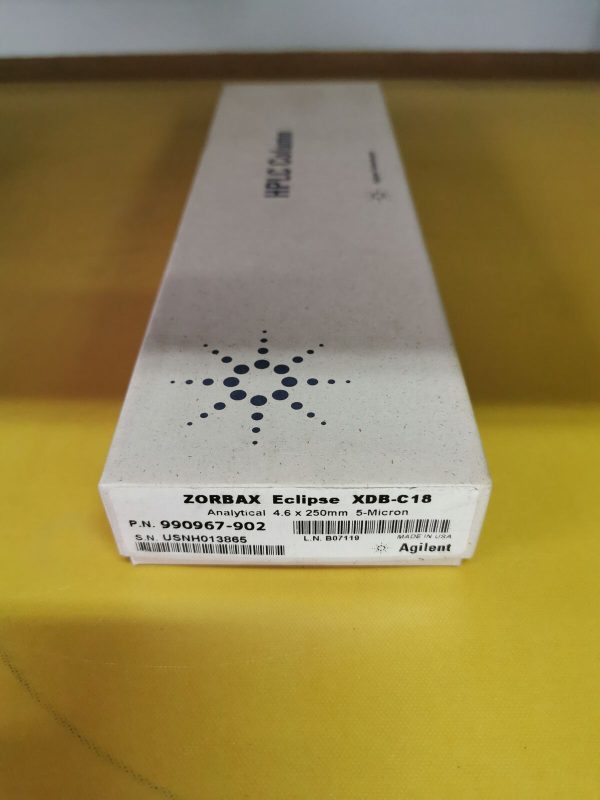 HPLC Column
ZORBAX Eclipse XDB-C18
Analytical 4.6 x 250mm 5-Micron
P.N. 990967-902
S.N. USNH013865
L.N. B07119
MADE IN USA
Agilent